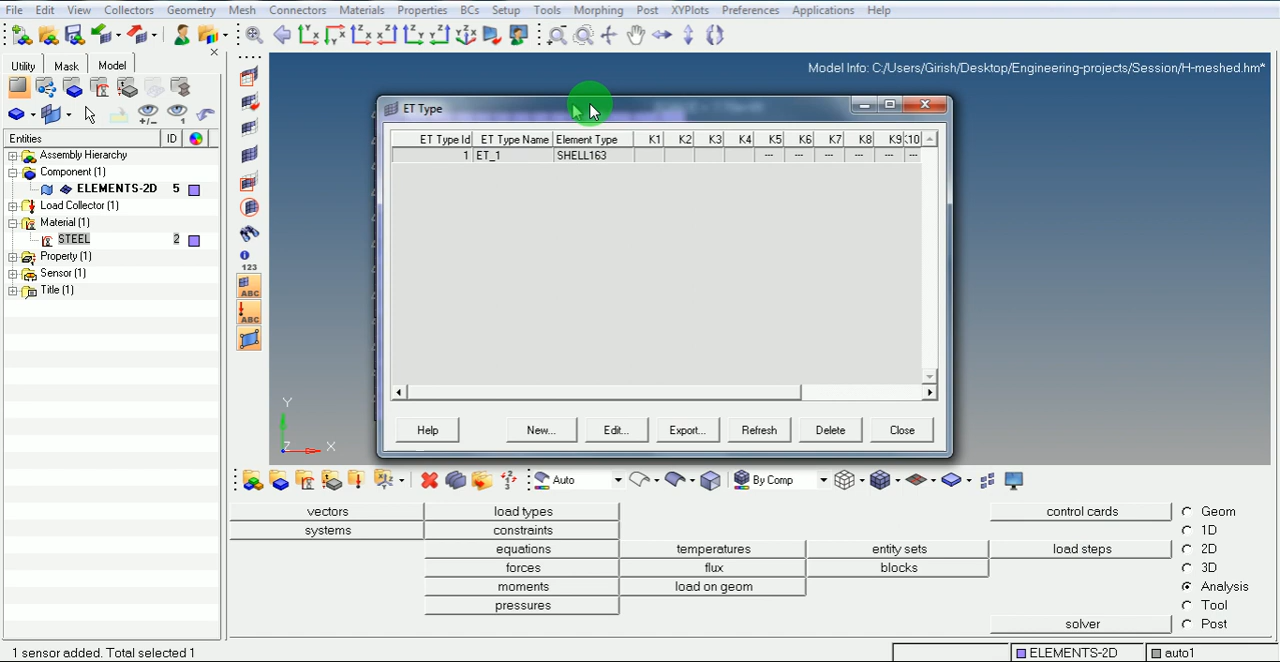 File Edit View Collectors Geometry Mesh Connectors Materials Properties BCs Setup Tools Morphing Post XYPlots Preferences Applications Help
Utility Mask Model
Model Info: C:/Users/Girish/Desktop/Engineering-projects/Session/H-meshed.hm*
Entities ID
Assembly Hierarchy
Component (1)
ELEMENTS-2D 5
Load Collector (1)
Material (1)
STEEL 2
Property (1)
Sensor (1)
Title (1)
123
ABC
ABC
ET Type
ET Type Id ET Type Name Element Type K1 K2 K3 K4 K5 K6 K7 K8 K9 K10
1 ET_1 SHELL163 --- --- --- --- --- ---
Help New... Edit... Export... Refresh Delete Close
Y
Z X
Auto By Comp
vectors load types control cards Geom
systems constraints 1D
equations temperatures entity sets load steps 2D
forces flux blocks 3D
moments load on geom Analysis
pressures Tool
solver Post
1 sensor added. Total selected 1 ELEMENTS-2D auto1